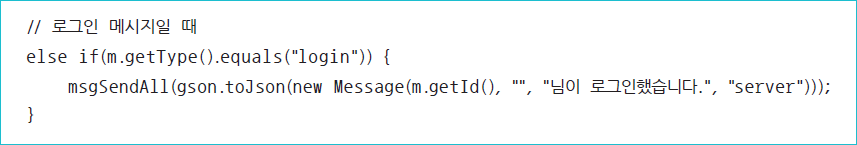 // 로그인 메시지일 때
else if(m.getType().equals("login")) {
    msgSendAll(gson.toJson(new Message(m.getId(), "", "님이 로그인했습니다.", "server")));
}